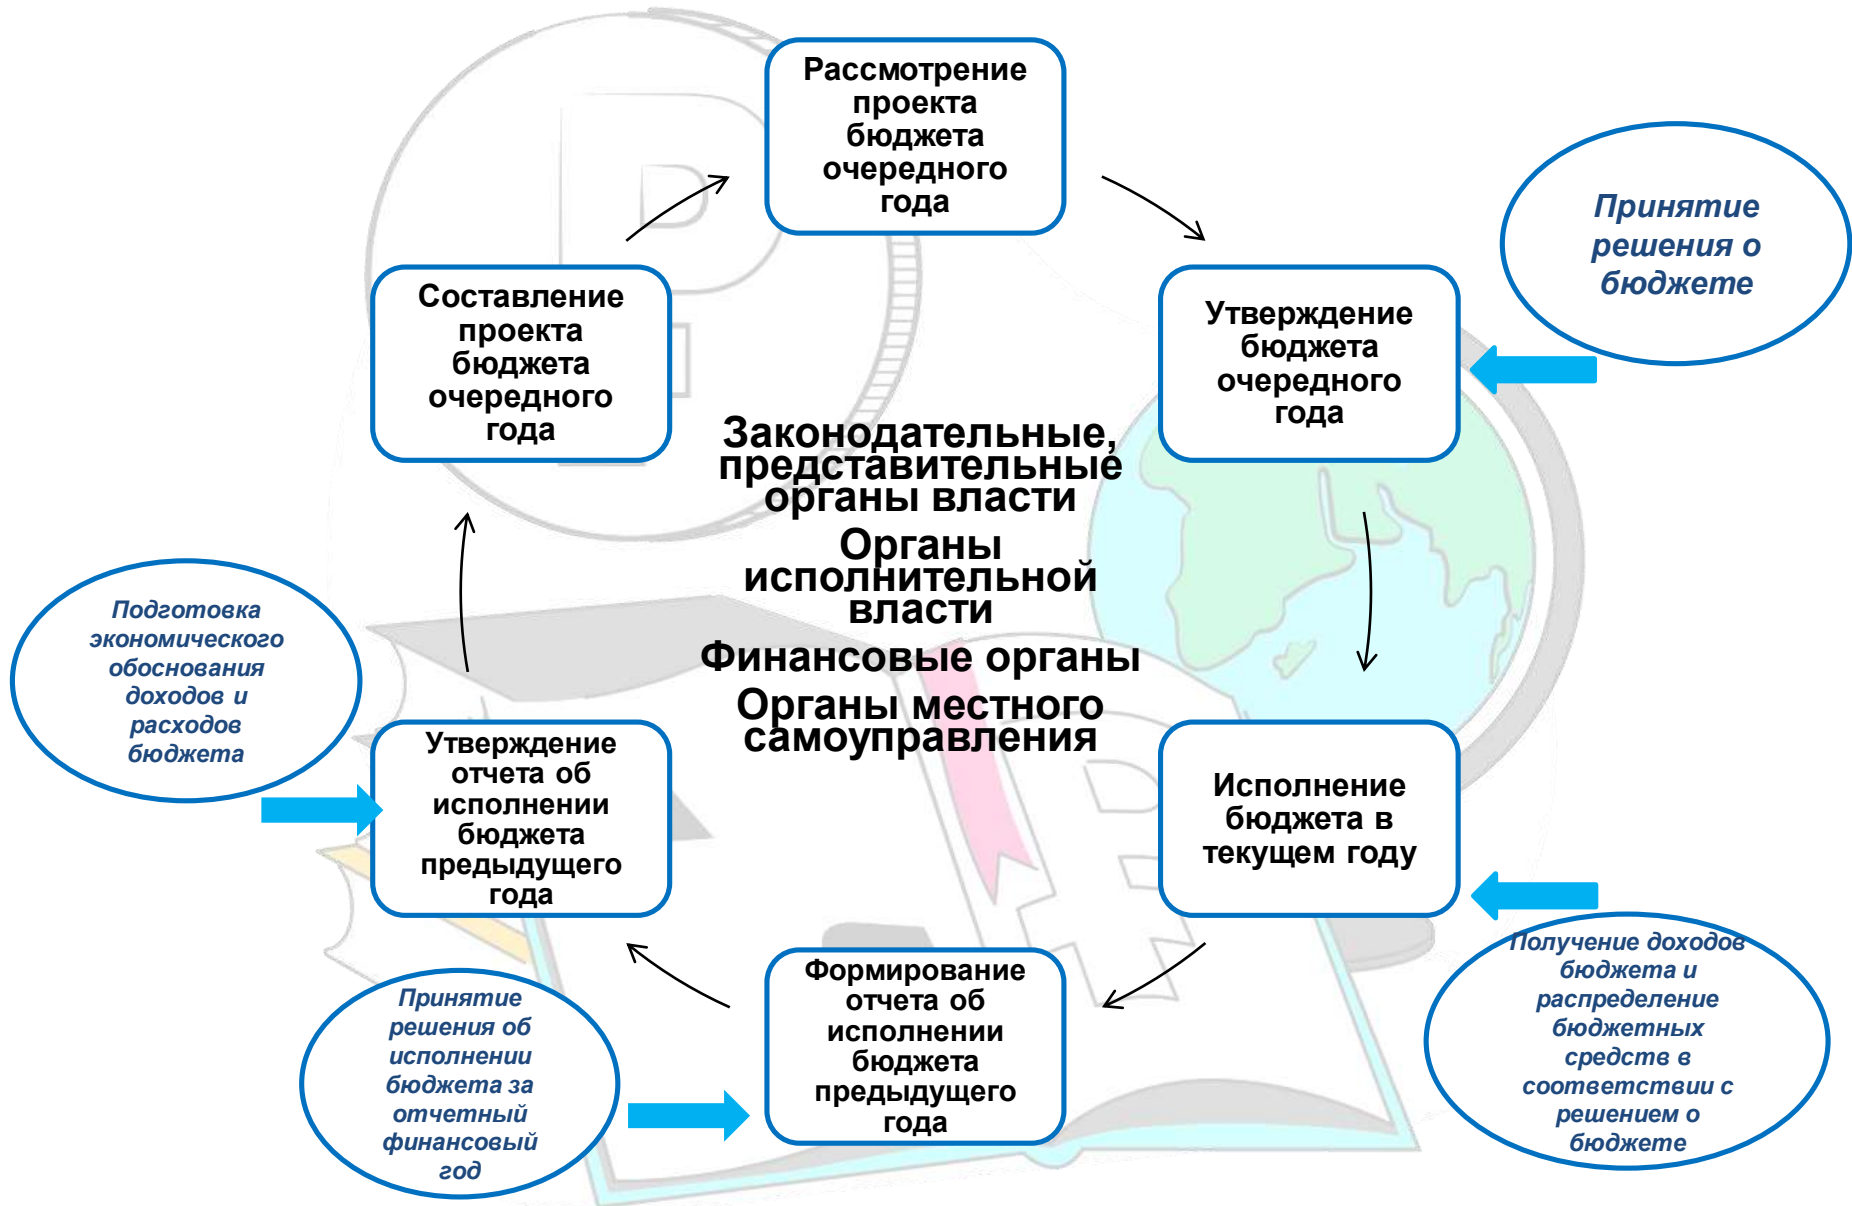 Рассмотрение
проекта
бюджета
очередного
года
Принятие
решения о
бюджете
Составление
проекта
бюджета
очередного
года
Утверждение
бюджета
очередного
года
Законодательные,
представительные
органы власти
Органы
исполнительной
власти
Финансовые органы
Органы местного
самоуправления
Подготовка
экономического
обоснования
доходов и
расходов
бюджета
Утверждение
отчета об
исполнении
бюджета
предыдущего
года
Исполнение
бюджета в
текущем году
Принятие
решения об
исполнении
бюджета за
отчетный
финансовый
год
Формирование
отчета об
исполнении
бюджета
предыдущего
года
Получение доходов
бюджета и
распределение
бюджетных
средств в
соответствии с
решением о
бюджете